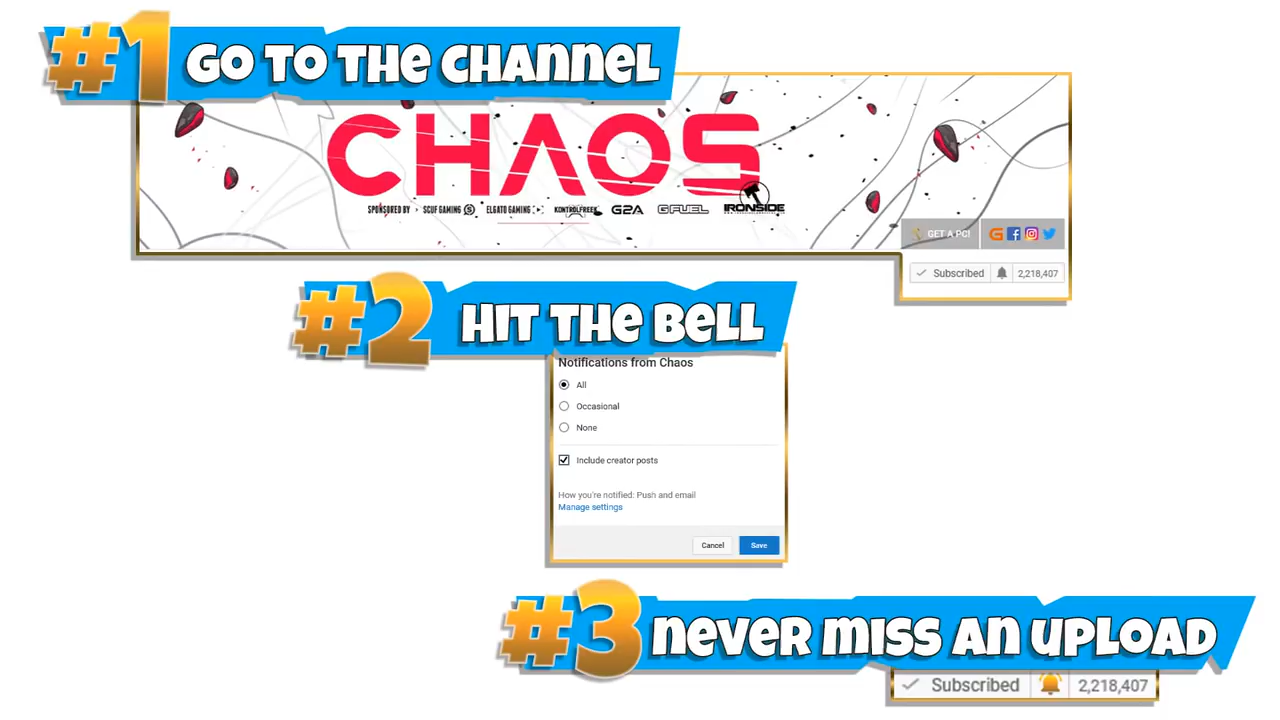 #1 GO TO THE CHANNEL
CHAOS
SPONSORED BY > SCUF GAMING ELGATO GAMING KONTROLFREEK G2A G FUEL IRONSIDE
GET A PC!
Subscribed 2,218,407
#2 HIT THE BELL
Notifications from Chaos
All
Occasional
None
Include creator posts
How you're notified: Push and email
Manage settings
Cancel Save
#3 NEVER MISS AN UPLOAD
Subscribed 2,218,407